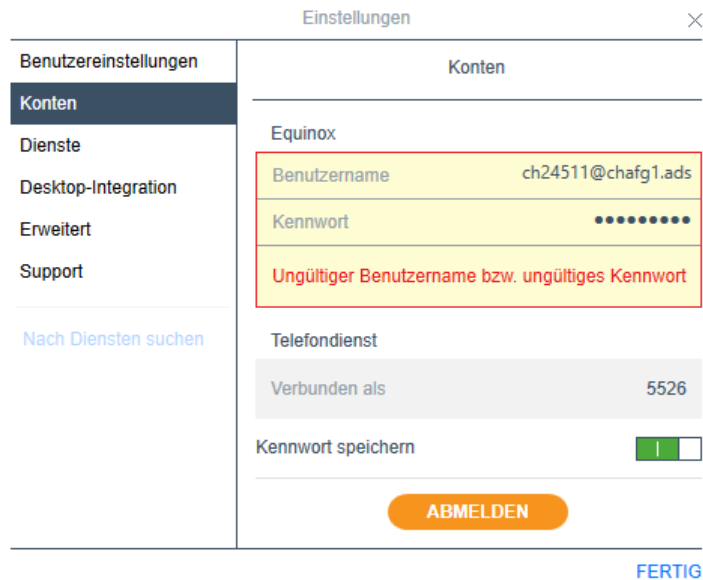 Einstellungen
Benutzereinstellungen
Konten
Dienste
Desktop-Integration
Erweitert
Support
Nach Diensten suchen
Konten
Equinox
Benutzername ch24511@chafg1.ads
Kennwort •••••••••
Ungültiger Benutzername bzw. ungültiges Kennwort
Telefondienst
Verbunden als 5526
Kennwort speichern
ABMELDEN
FERTIG